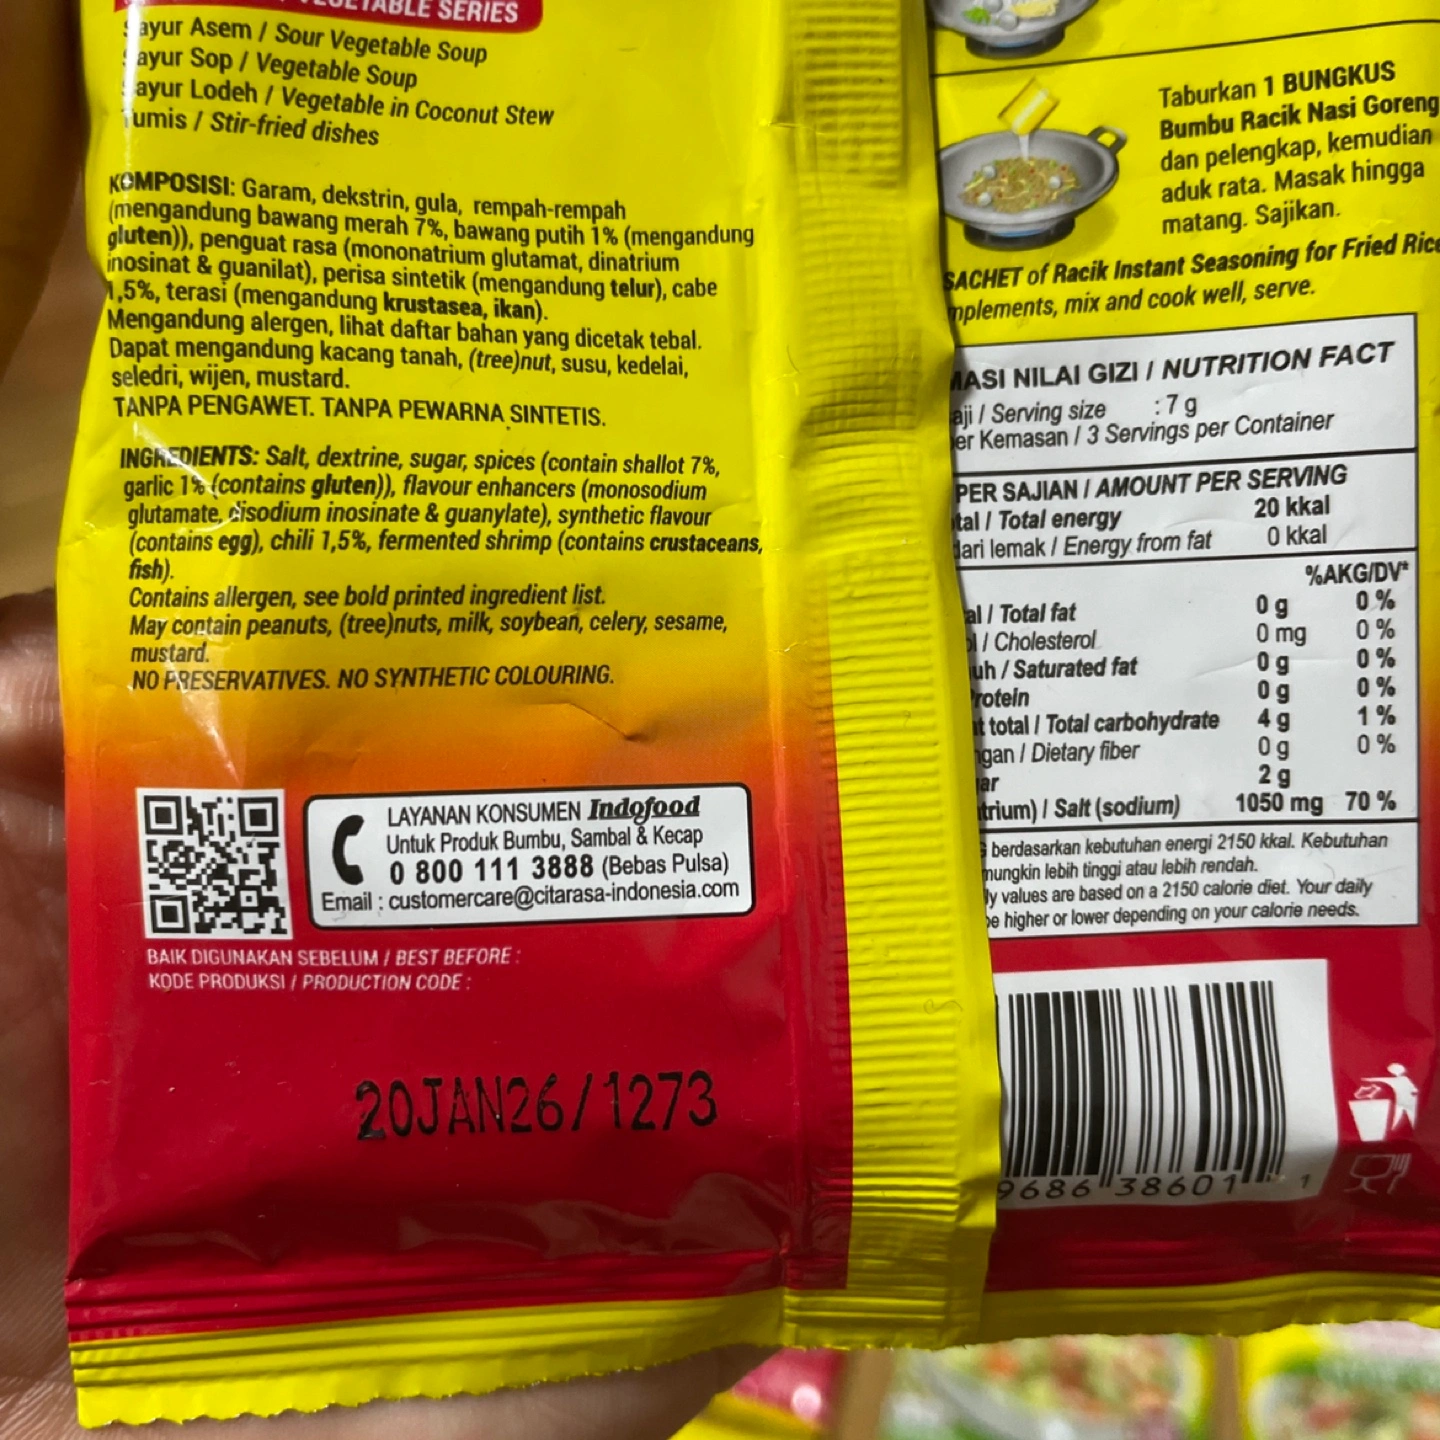 VEGETABLE SERIES
Sayur Asem / Sour Vegetable Soup
Sayur Sop / Vegetable Soup
Sayur Lodeh / Vegetable in Coconut Stew
Tumis / Stir-fried dishes
KOMPOSISI: Garam, dekstrin, gula, rempah-rempah
(mengandung bawang merah 7%, bawang putih 1% (mengandung
gluten)), penguat rasa (mononatrium glutamat, dinatrium
inosinat & guanilat), perisa sintetik (mengandung telur), cabe
1,5%, terasi (mengandung krustasea, ikan).
Mengandung alergen, lihat daftar bahan yang dicetak tebal.
Dapat mengandung kacang tanah, (tree)nut, susu, kedelai,
seledri, wijen, mustard.
TANPA PENGAWET. TANPA PEWARNA SINTETIS.
INGREDIENTS: Salt, dextrine, sugar, spices (contain shallot 7%,
garlic 1% (contains gluten)), flavour enhancers (monosodium
glutamate, disodium inosinate & guanylate), synthetic flavour
(contains egg), chili 1,5%, fermented shrimp (contains crustaceans,
fish).
Contains allergen, see bold printed ingredient list.
May contain peanuts, (tree)nuts, milk, soybean, celery, sesame,
mustard.
NO PRESERVATIVES. NO SYNTHETIC COLOURING.
LAYANAN KONSUMEN Indofood
Untuk Produk Bumbu, Sambal & Kecap
0 800 111 3888 (Bebas Pulsa)
Email : customercare@citarasa-indonesia.com
BAIK DIGUNAKAN SEBELUM / BEST BEFORE :
KODE PRODUKSI / PRODUCTION CODE :
20JAN26/1273
Taburkan 1 BUNGKUS
Bumbu Racik Nasi Goreng
dan pelengkap, kemudian
aduk rata. Masak hingga
matang. Sajikan.
SACHET of Racik Instant Seasoning for Fried Rice
mplements, mix and cook well, serve.
MASI NILAI GIZI / NUTRITION FACT
aji / Serving size : 7 g
er Kemasan / 3 Servings per Container
PER SAJIAN / AMOUNT PER SERVING
tal / Total energy 20 kkal
dari lemak / Energy from fat 0 kkal
%AKG/DV*
al / Total fat 0 g 0 %
ol / Cholesterol 0 mg 0 %
uh / Saturated fat 0 g 0 %
Protein 0 g 0 %
at total / Total carbohydrate 4 g 1 %
ngan / Dietary fiber 0 g 0 %
ar 2 g
trium) / Salt (sodium) 1050 mg 70 %
berdasarkan kebutuhan energi 2150 kkal. Kebutuhan
mungkin lebih tinggi atau lebih rendah.
ly values are based on a 2150 calorie diet. Your daily
be higher or lower depending on your calorie needs.
9686 38601 1